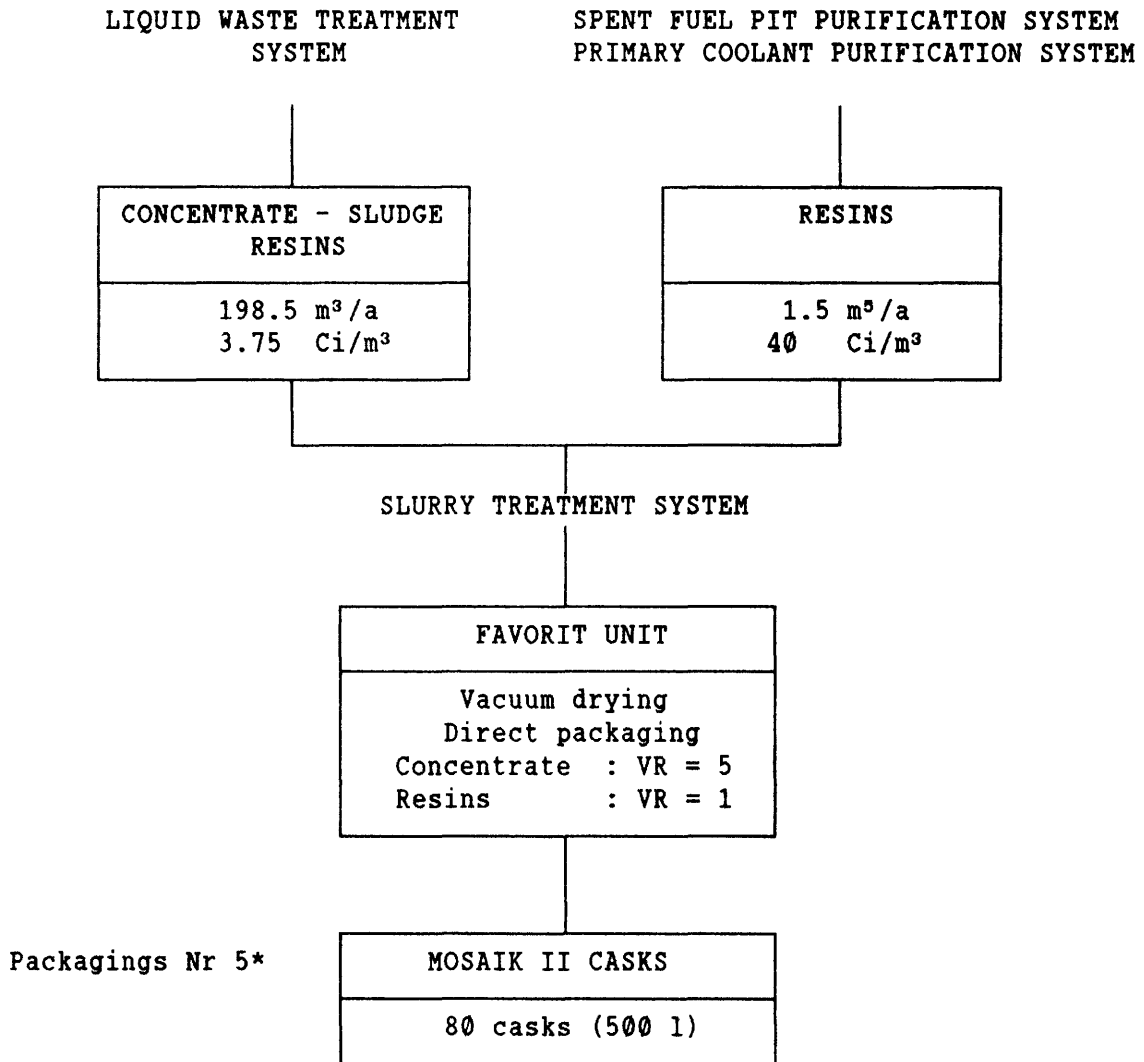 LIQUID WASTE TREATMENT
SYSTEM
SPENT FUEL PIT PURIFICATION SYSTEM
PRIMARY COOLANT PURIFICATION SYSTEM
CONCENTRATE - SLUDGE
RESINS
198.5 m³/a
3.75 Ci/m³
RESINS
1.5 m³/a
40 Ci/m³
SLURRY TREATMENT SYSTEM
FAVORIT UNIT
Vacuum drying
Direct packaging
Concentrate : VR = 5
Resins : VR = 1
Packagings Nr 5*
MOSAIK II CASKS
80 casks (500 l)